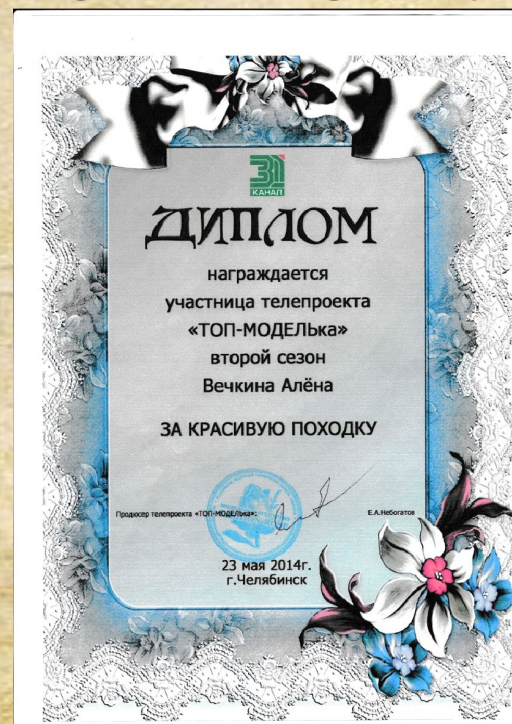 31
КАНАЛ
ДИПЛОМ
награждается
участница телепроекта
«ТОП-МОДЕЛЬка»
второй сезон
Вечкина Алёна
ЗА КРАСИВУЮ ПОХОДКУ
Продюсер телепроекта «ТОП-МОДЕЛЬка»: Е.А.Небогатов
23 мая 2014г.
г.Челябинск